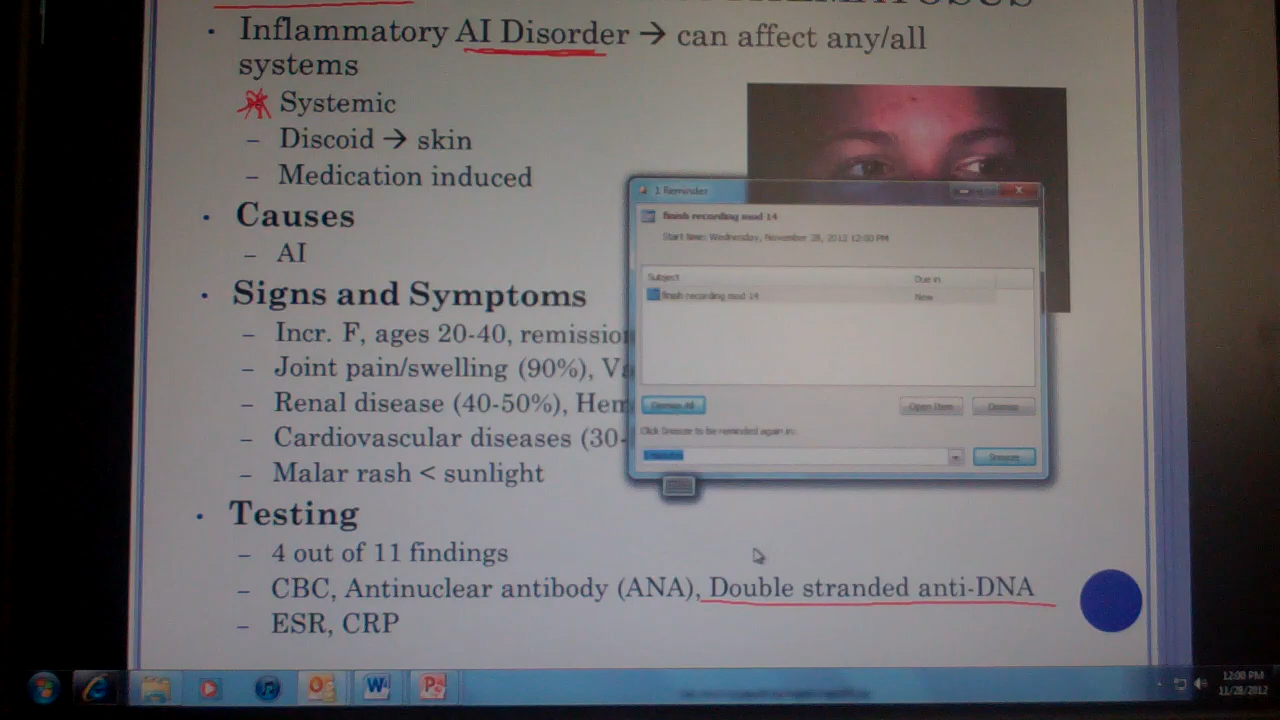 • Inflammatory AI Disorder → can affect any/all
systems
Systemic
– Discoid → skin
– Medication induced
• Causes
– AI
• Signs and Symptoms
– Incr. F, ages 20-40, remission
– Joint pain/swelling (90%), Va
– Renal disease (40-50%), Hem
– Cardiovascular diseases (30-
– Malar rash < sunlight
• Testing
– 4 out of 11 findings
– CBC, Antinuclear antibody (ANA), Double stranded anti-DNA
– ESR, CRP
1 Reminder
finish recording mod 14
Start time: Wednesday, November 28, 2012 12:00 PM
Subject Due in
finish recording mod 14 Now
Dismiss All Open Item Dismiss
Click Snooze to be reminded again in:
5 minutes Snooze
12:00 PM
11/28/2012